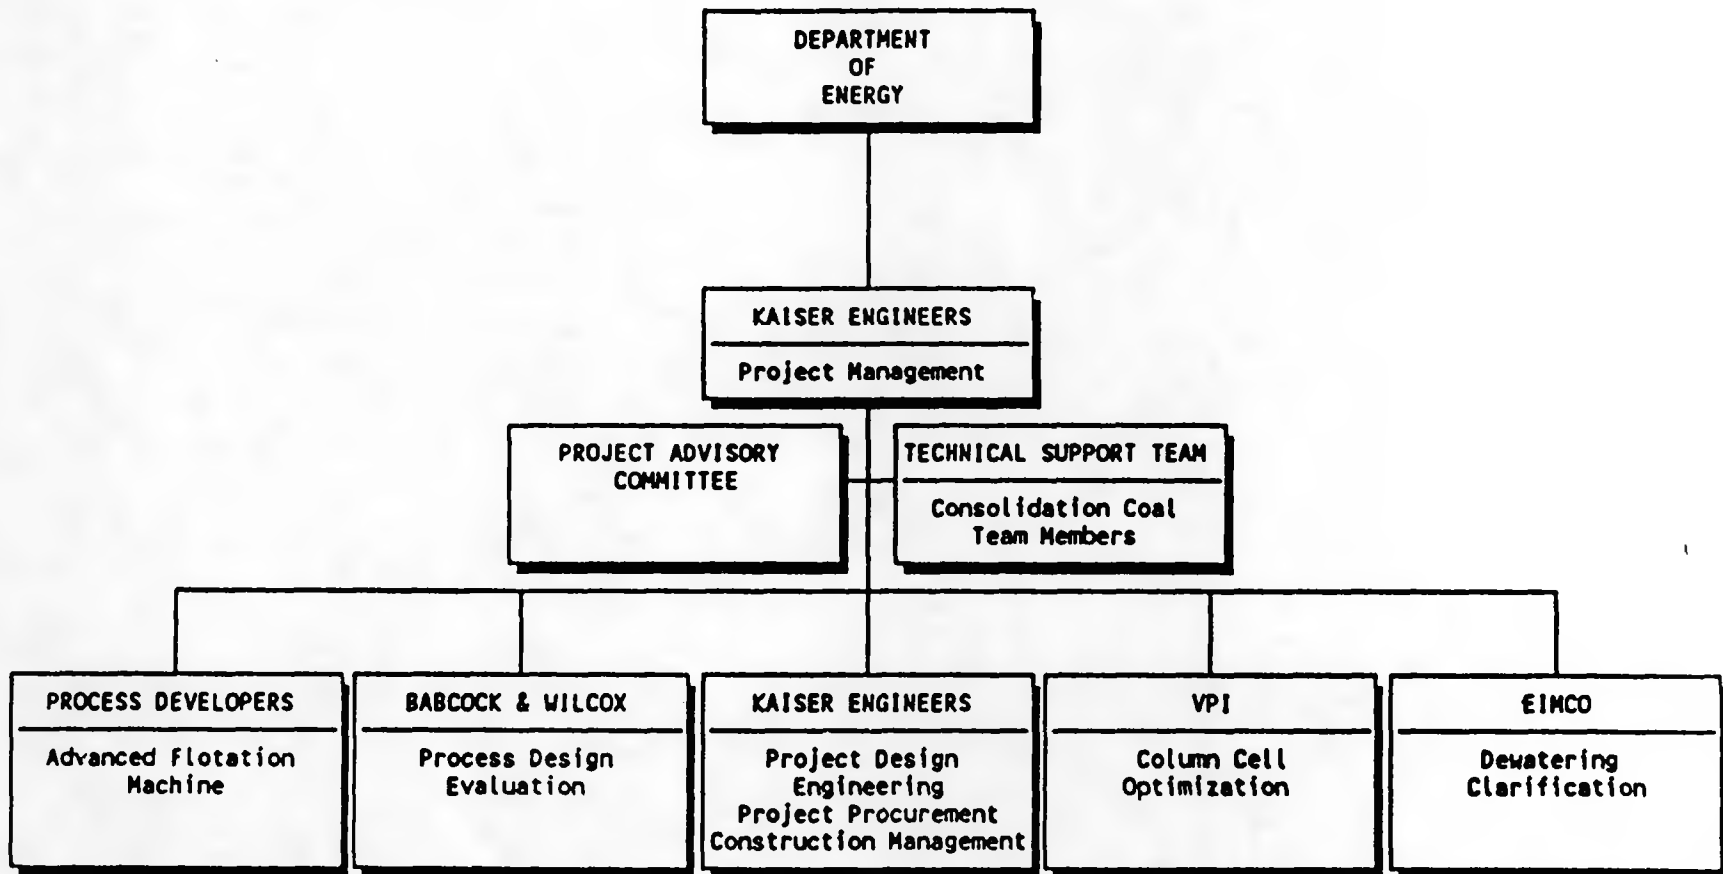 DEPARTMENT
OF
ENERGY
KAISER ENGINEERS
Project Management
PROJECT ADVISORY
COMMITTEE
TECHNICAL SUPPORT TEAM
Consolidation Coal
Team Members
PROCESS DEVELOPERS
Advanced Flotation
Machine
BABCOCK & WILCOX
Process Design
Evaluation
KAISER ENGINEERS
Project Design
Engineering
Project Procurement
Construction Management
VPI
Column Cell
Optimization
EIMCO
Dewatering
Clarification